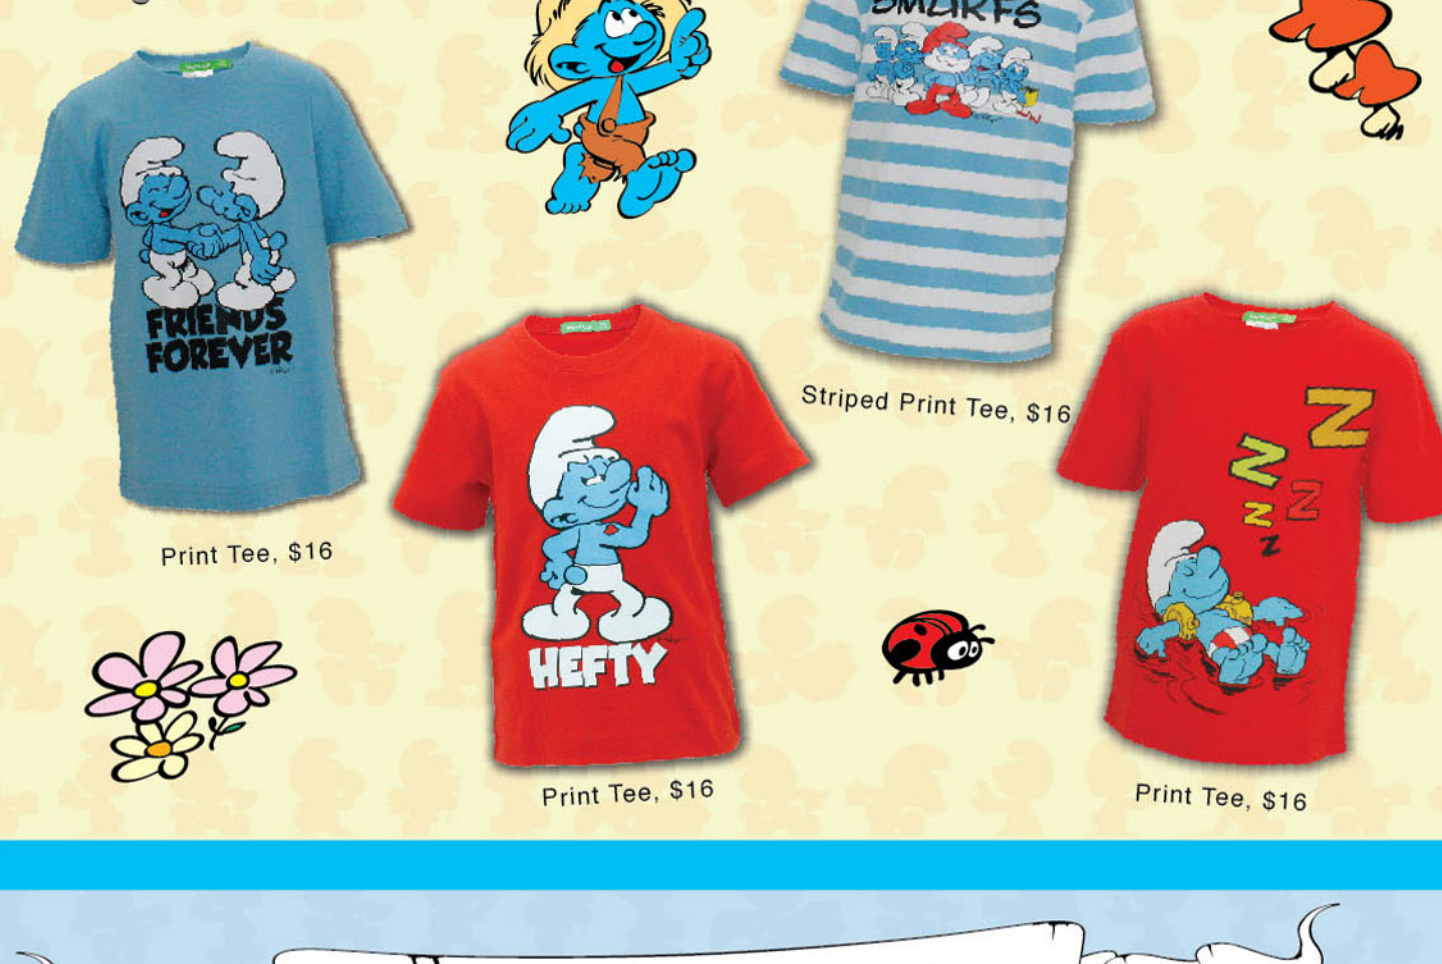 SMURFS
FRIENDS
FOREVER
Striped Print Tee, $16
Print Tee, $16
HEFTY
Z
Z
Z
Z
Z
Print Tee, $16
Print Tee, $16